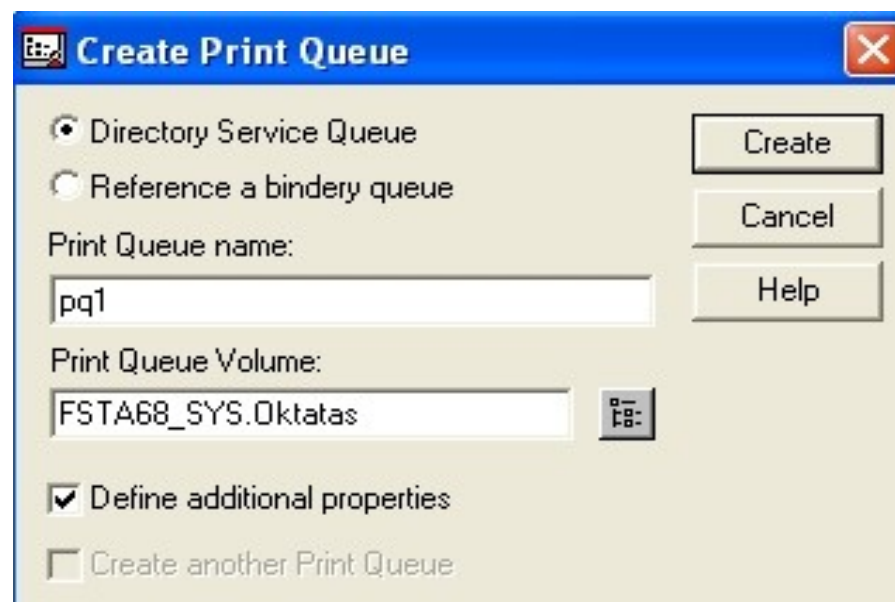 Create Print Queue
Directory Service Queue
Reference a bindery queue
Print Queue name:
pq1
Print Queue Volume:
FSTA68_SYS.Oktatas
Define additional properties
Create another Print Queue
Create
Cancel
Help